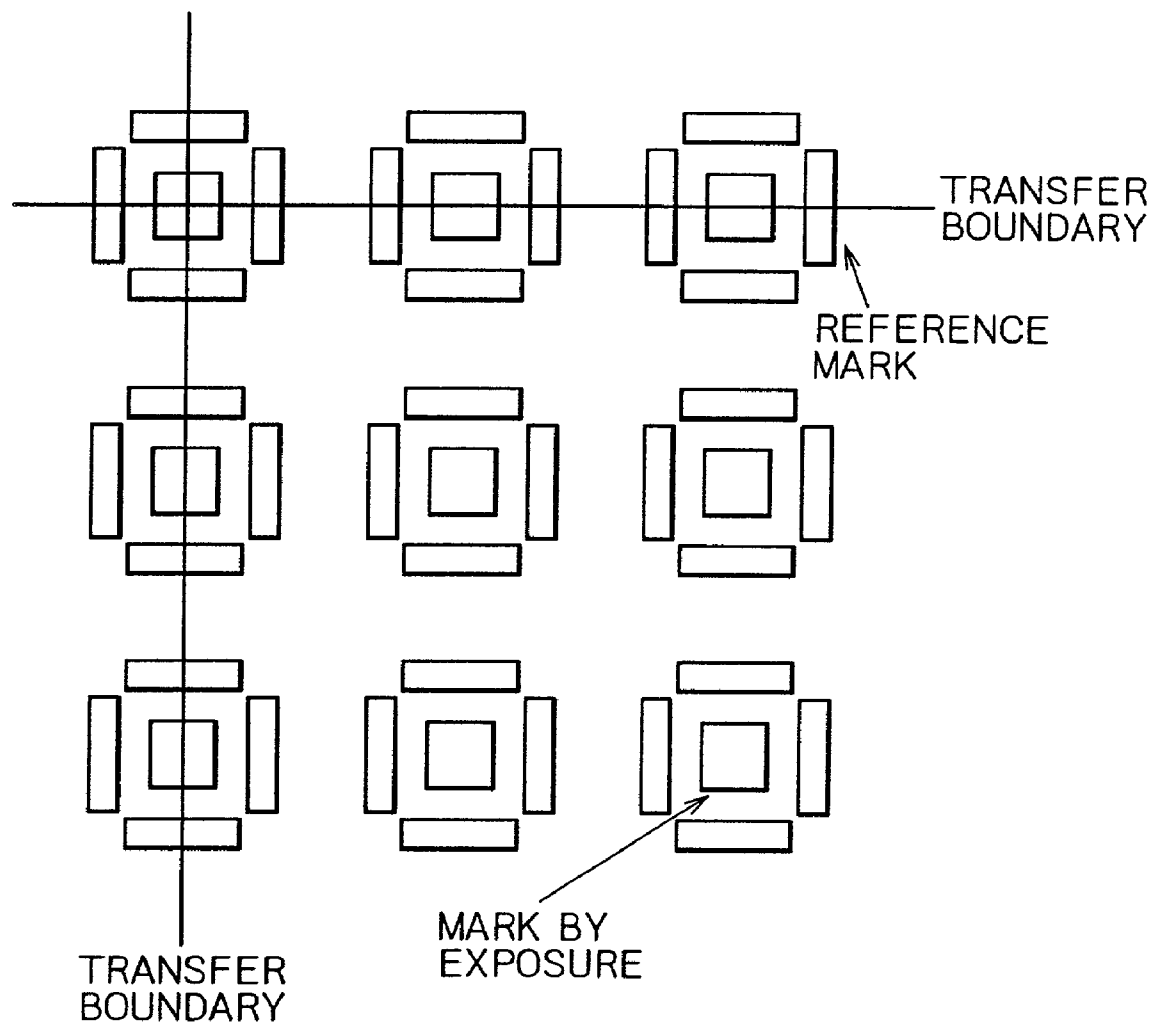 TRANSFER
BOUNDARY
REFERENCE
MARK
MARK BY
EXPOSURE
TRANSFER
BOUNDARY